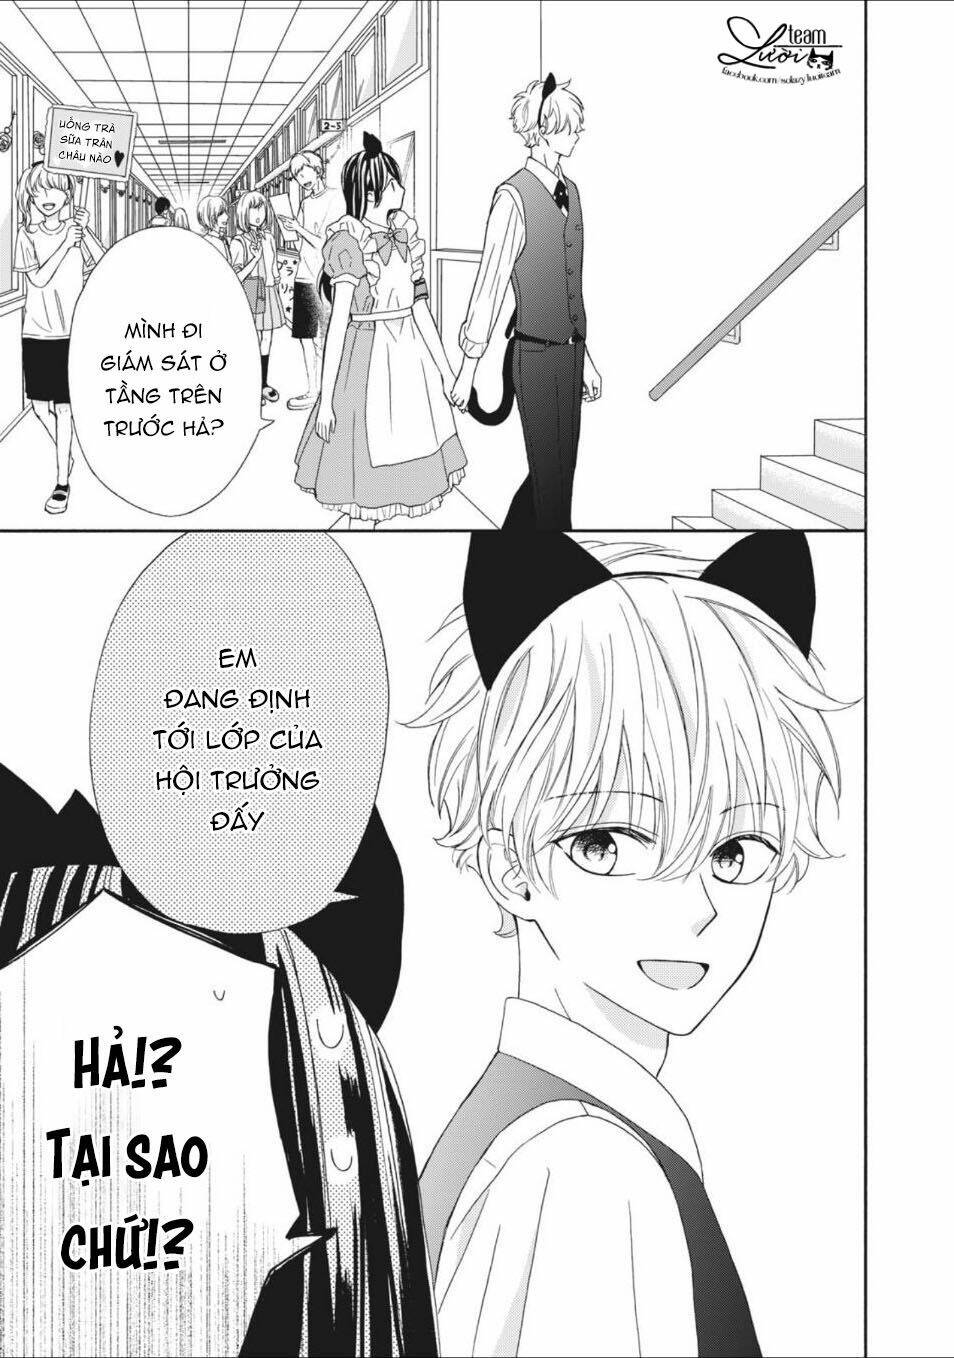 team
Lười
facebook.com/solazy.luoiteam
UỐNG TRÀ
SỮA TRÂN
CHÂU NÀO
2-5
MÌNH ĐI
GIÁM SÁT Ở
TẦNG TRÊN
TRƯỚC HẢ?
EM
ĐANG ĐỊNH
TỚI LỚP CỦA
HỘI TRƯỞNG
ĐẤY
HẢ!?
TẠI SAO
CHỨ!?